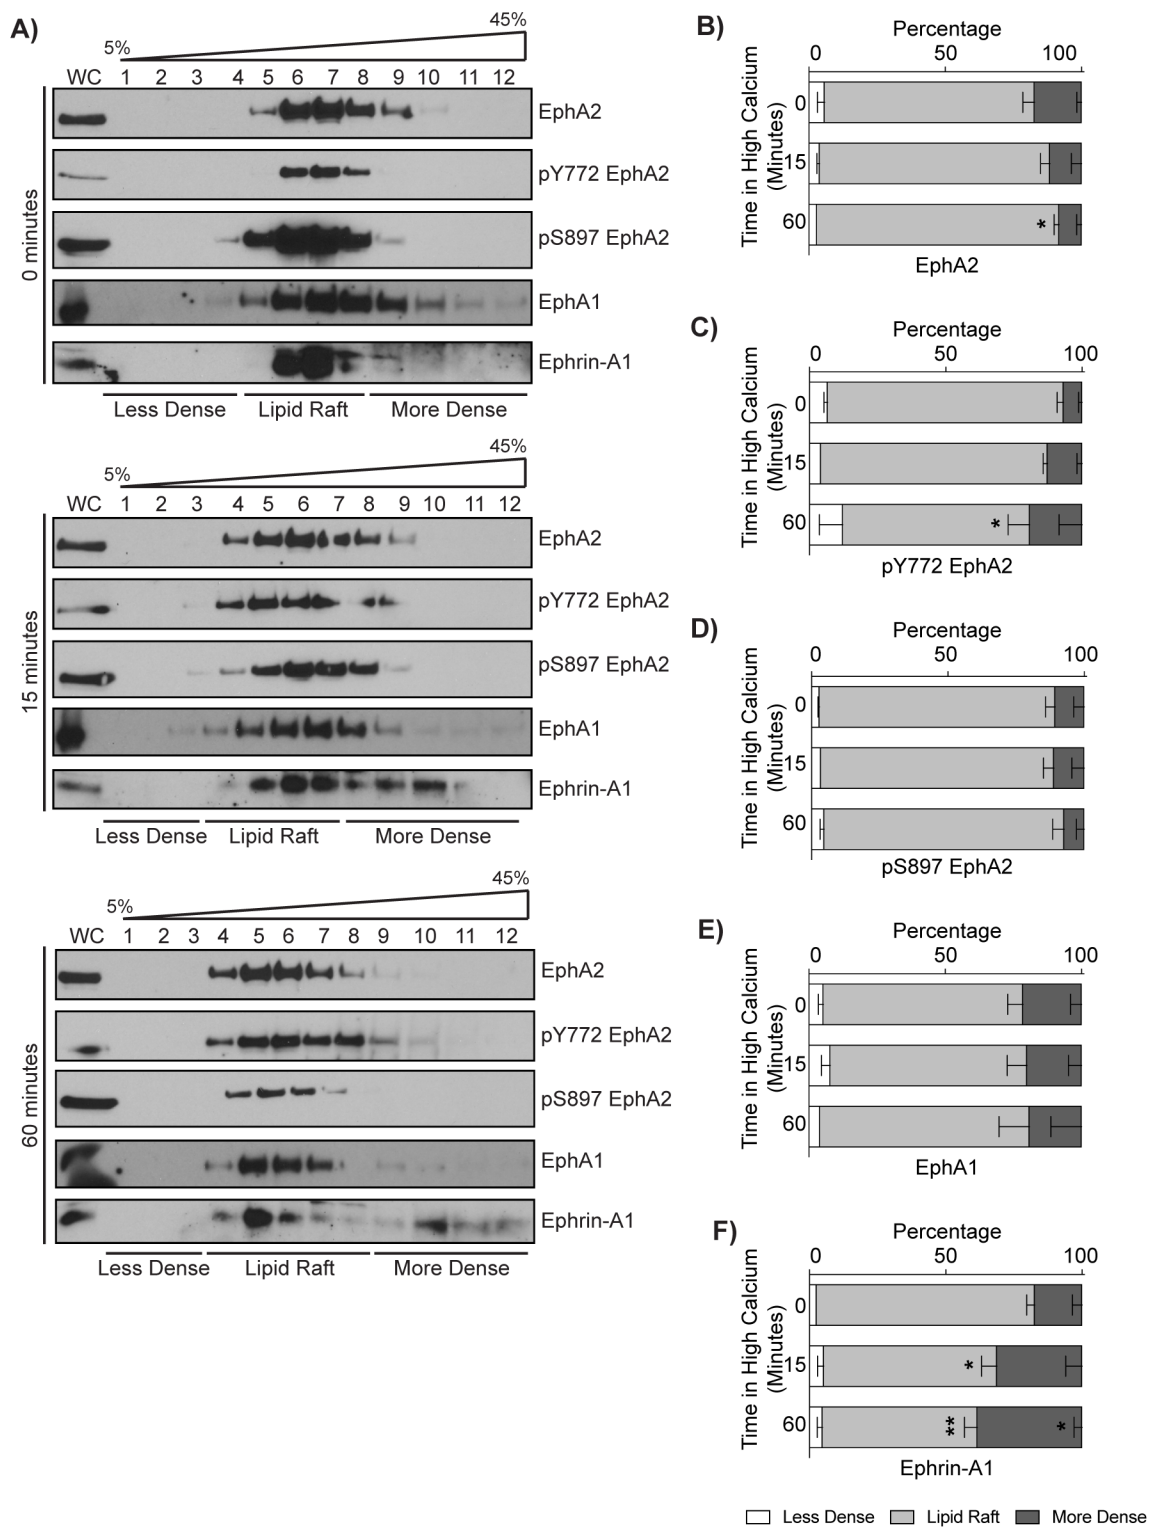 A)
5%
45%
WC 1 2 3 4 5 6 7 8 9 10 11 12
0 minutes
EphA2
pY772 EphA2
pS897 EphA2
EphA1
Ephrin-A1
Less Dense Lipid Raft More Dense
5%
45%
WC 1 2 3 4 5 6 7 8 9 10 11 12
15 minutes
EphA2
pY772 EphA2
pS897 EphA2
EphA1
Ephrin-A1
Less Dense Lipid Raft More Dense
5%
45%
WC 1 2 3 4 5 6 7 8 9 10 11 12
60 minutes
EphA2
pY772 EphA2
pS897 EphA2
EphA1
Ephrin-A1
Less Dense Lipid Raft More Dense
B)
Percentage
0 50 100
Time in High Calcium
(Minutes)
0
15
60
*
EphA2
C)
Percentage
0 50 100
Time in High Calcium
(Minutes)
0
15
60
*
pY772 EphA2
D)
Percentage
0 50 100
Time in High Calcium
(Minutes)
0
15
60
pS897 EphA2
E)
Percentage
0 50 100
Time in High Calcium
(Minutes)
0
15
60
EphA1
F)
Percentage
0 50 100
Time in High Calcium
(Minutes)
0
15
*
60
** *
Ephrin-A1
Less Dense Lipid Raft More Dense